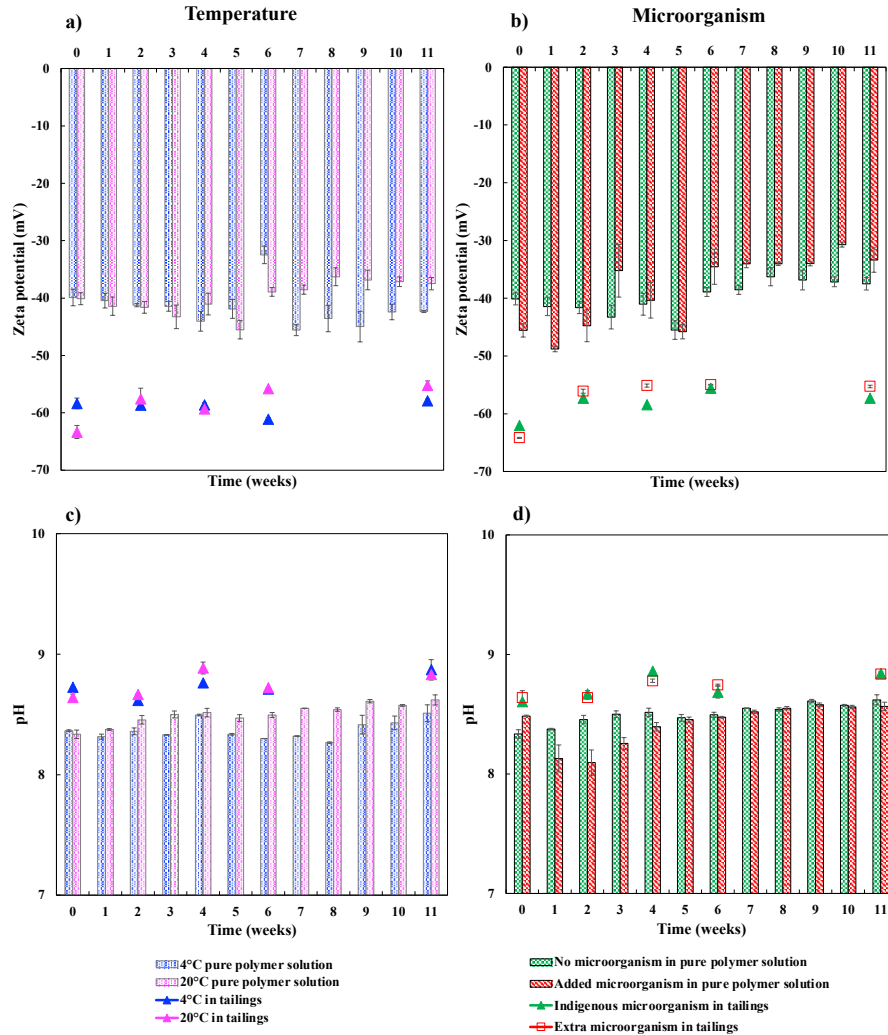 Temperature
Microorganism
a)
0 1 2 3 4 5 6 7 8 9 10 11
0
-10
-20
-30
-40
-50
-60
-70
Zeta potential (mV)
Time (weeks)
b)
0 1 2 3 4 5 6 7 8 9 10 11
0
-10
-20
-30
-40
-50
-60
-70
Zeta potential (mV)
Time (weeks)
c)
10
9
8
7
pH
0 1 2 3 4 5 6 7 8 9 10 11
Time (weeks)
4°C pure polymer solution
20°C pure polymer solution
4°C in tailings
20°C in tailings
d)
10
9
8
7
pH
0 1 2 3 4 5 6 7 8 9 10 11
Time (weeks)
No microorganism in pure polymer solution
Added microorganism in pure polymer solution
Indigenous microorganism in tailings
Extra microorganism in tailings